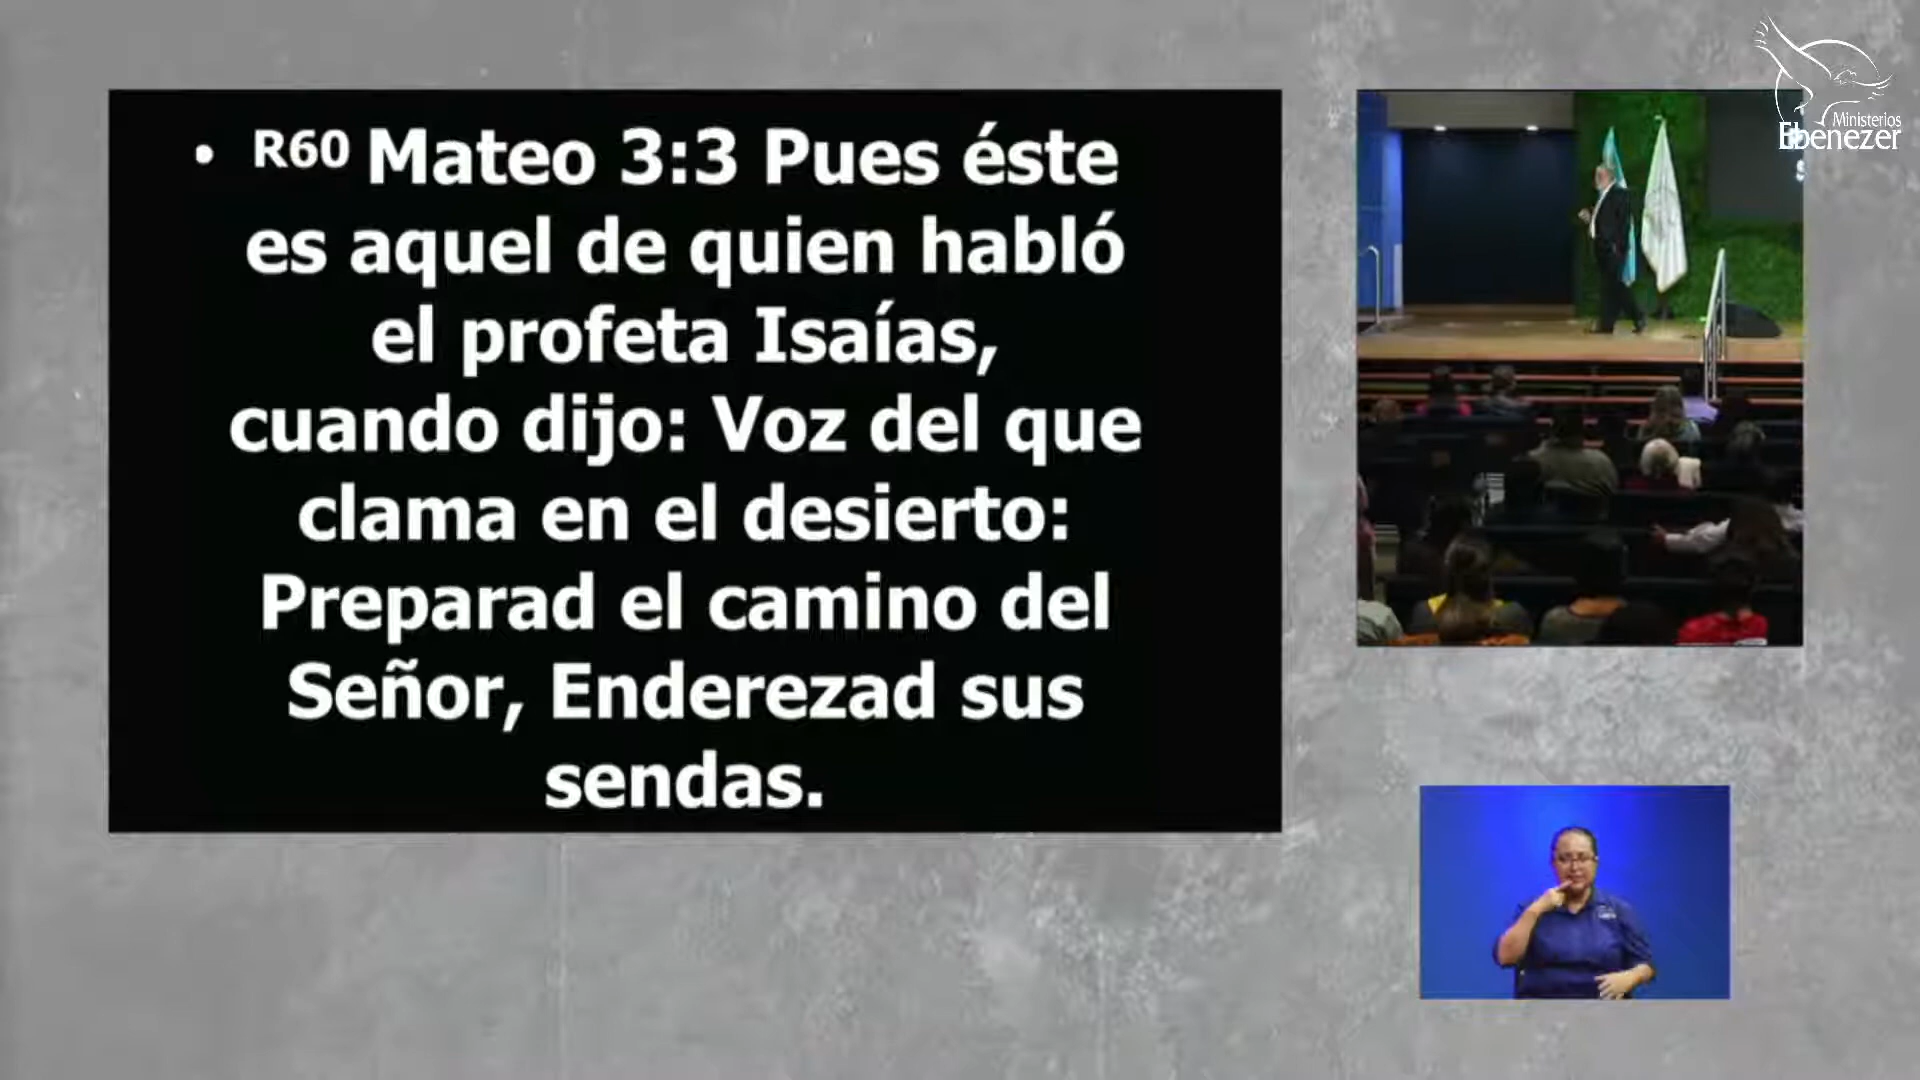 • R60 Mateo 3:3 Pues éste
es aquel de quien habló
el profeta Isaías,
cuando dijo: Voz del que
clama en el desierto:
Preparad el camino del
Señor, Enderezad sus
sendas.
Ministerios
Ebenezer